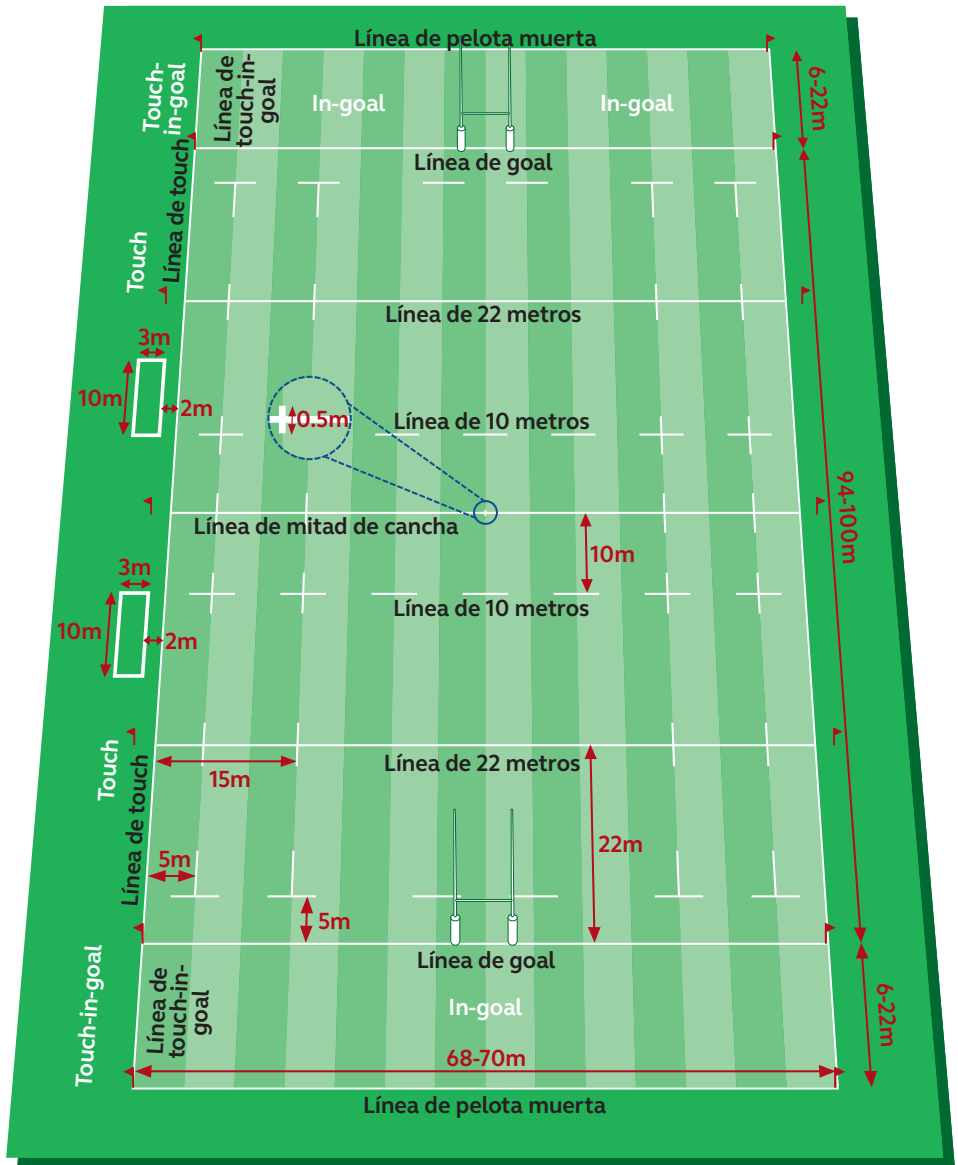 Línea de pelota muerta
Touch-
in-goal
Línea de
touch-in-
goal
In-goal
In-goal
6-22m
Línea de goal
Línea de touch
Touch
Línea de 22 metros
3m
10m
2m
0.5m
Línea de 10 metros
94-100m
Línea de mitad de cancha
10m
3m
10m
2m
Línea de 10 metros
Touch
Línea de 22 metros
15m
Línea de touch
22m
5m
5m
Touch-in-goal
Línea de
touch-in-
goal
Línea de goal
In-goal
6-22m
68-70m
Línea de pelota muerta